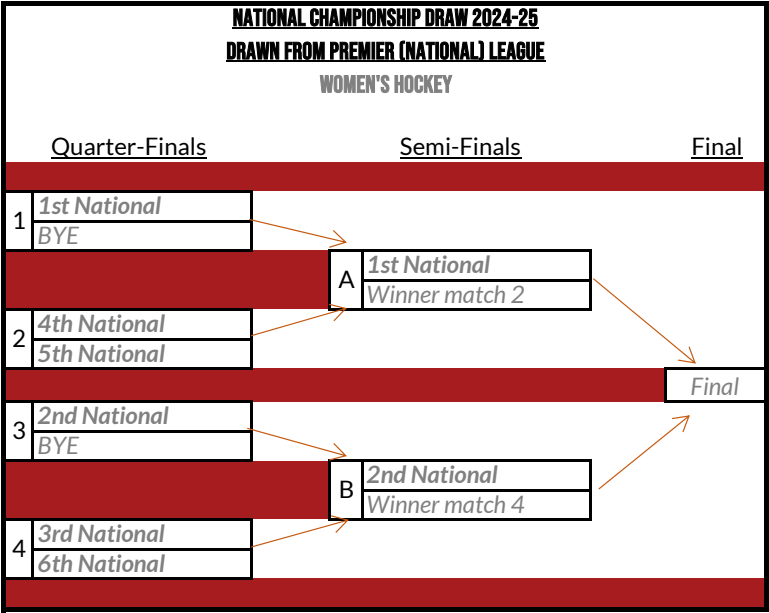 NATIONAL CHAMPIONSHIP DRAW 2024-25
DRAWN FROM PREMIER (NATIONAL) LEAGUE
WOMEN'S HOCKEY
Quarter-Finals
Semi-Finals
Final
1
1st National
BYE
A
1st National
Winner match 2
2
4th National
5th National
Final
3
2nd National
BYE
B
2nd National
Winner match 4
4
3rd National
6th National